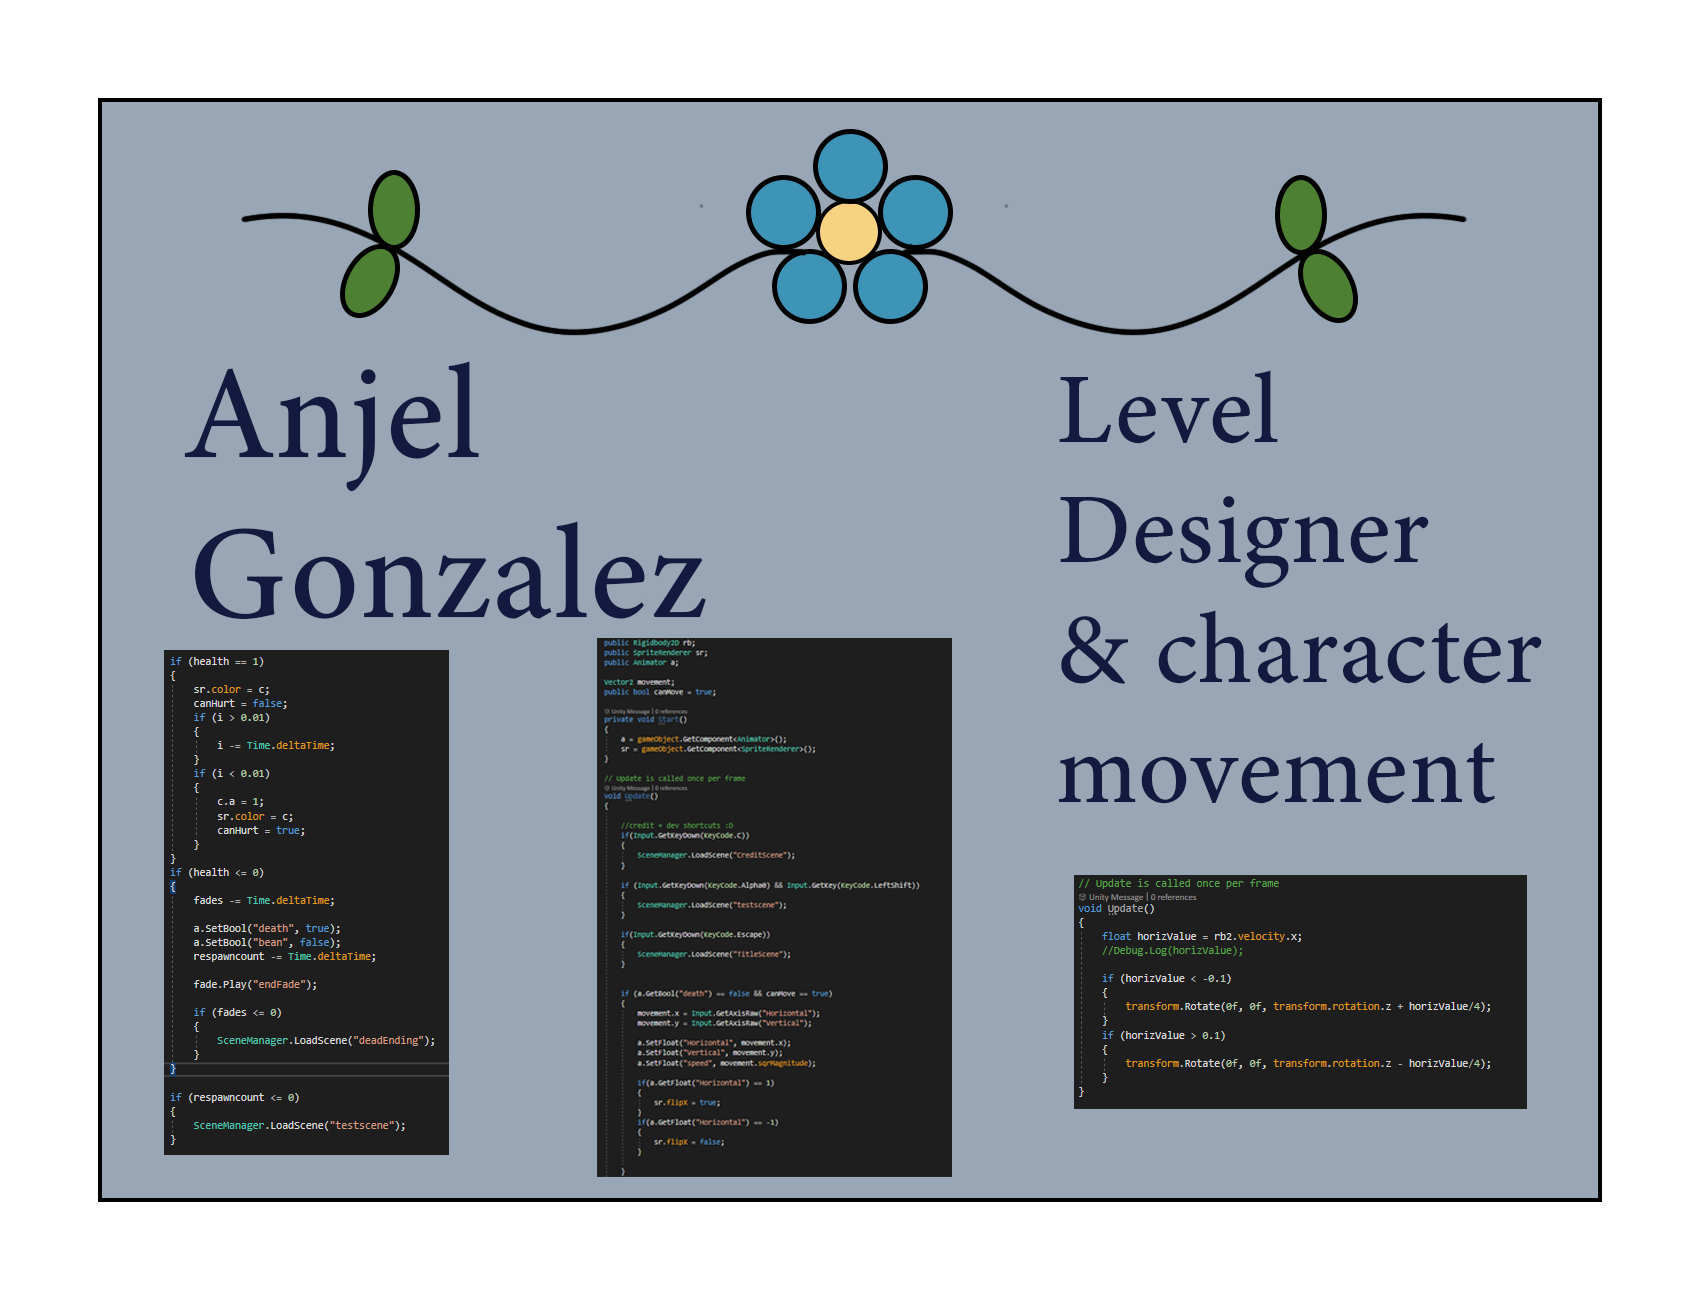 Anjel
Gonzalez
Level
Designer
& character
movement
if (health == 1)
{
sr.color = c;
canHurt = false;
if (i > 0.01)
{
i -= Time.deltaTime;
}
if (i < 0.01)
{
c.a = 1;
sr.color = c;
canHurt = true;
}
}
if (health <= 0)
{
fades -= Time.deltaTime;
a.SetBool("death", true);
a.SetBool("bean", false);
respawncount -= Time.deltaTime;
fade.Play("endFade");
if (fades <= 0)
{
SceneManager.LoadScene("deadEnding");
}
}
if (respawncount <= 0)
{
SceneManager.LoadScene("testscene");
}
public Rigidbody2D rb;
public SpriteRenderer sr;
public Animator a;
Vector2 movement;
public bool canMove = true;
Unity Message | 0 references
private void Start()
{
a = gameObject.GetComponent<Animator>();
sr = gameObject.GetComponent<SpriteRenderer>();
}
// Update is called once per frame
Unity Message | 0 references
void Update()
{
//credit + dev shortcuts :D
if(Input.GetKeyDown(KeyCode.C))
{
SceneManager.LoadScene("CreditScene");
}
if (Input.GetKeyDown(KeyCode.Alpha0) && Input.GetKey(KeyCode.LeftShift))
{
SceneManager.LoadScene("testscene");
}
if(Input.GetKeyDown(KeyCode.Escape))
{
SceneManager.LoadScene("TitleScene");
}
if (a.GetBool("death") == false && canMove == true)
{
movement.x = Input.GetAxisRaw("Horizontal");
movement.y = Input.GetAxisRaw("Vertical");
a.SetFloat("Horizontal", movement.x);
a.SetFloat("Vertical", movement.y);
a.SetFloat("speed", movement.sqrMagnitude);
if(a.GetFloat("Horizontal") == 1)
{
sr.flipX = true;
}
if(a.GetFloat("Horizontal") == -1)
{
sr.flipX = false;
}
}
// Update is called once per frame
Unity Message | 0 references
void Update()
{
float horizValue = rb2.velocity.x;
//Debug.Log(horizValue);
if (horizValue < -0.1)
{
transform.Rotate(0f, 0f, transform.rotation.z + horizValue/4);
}
if (horizValue > 0.1)
{
transform.Rotate(0f, 0f, transform.rotation.z - horizValue/4);
}
}